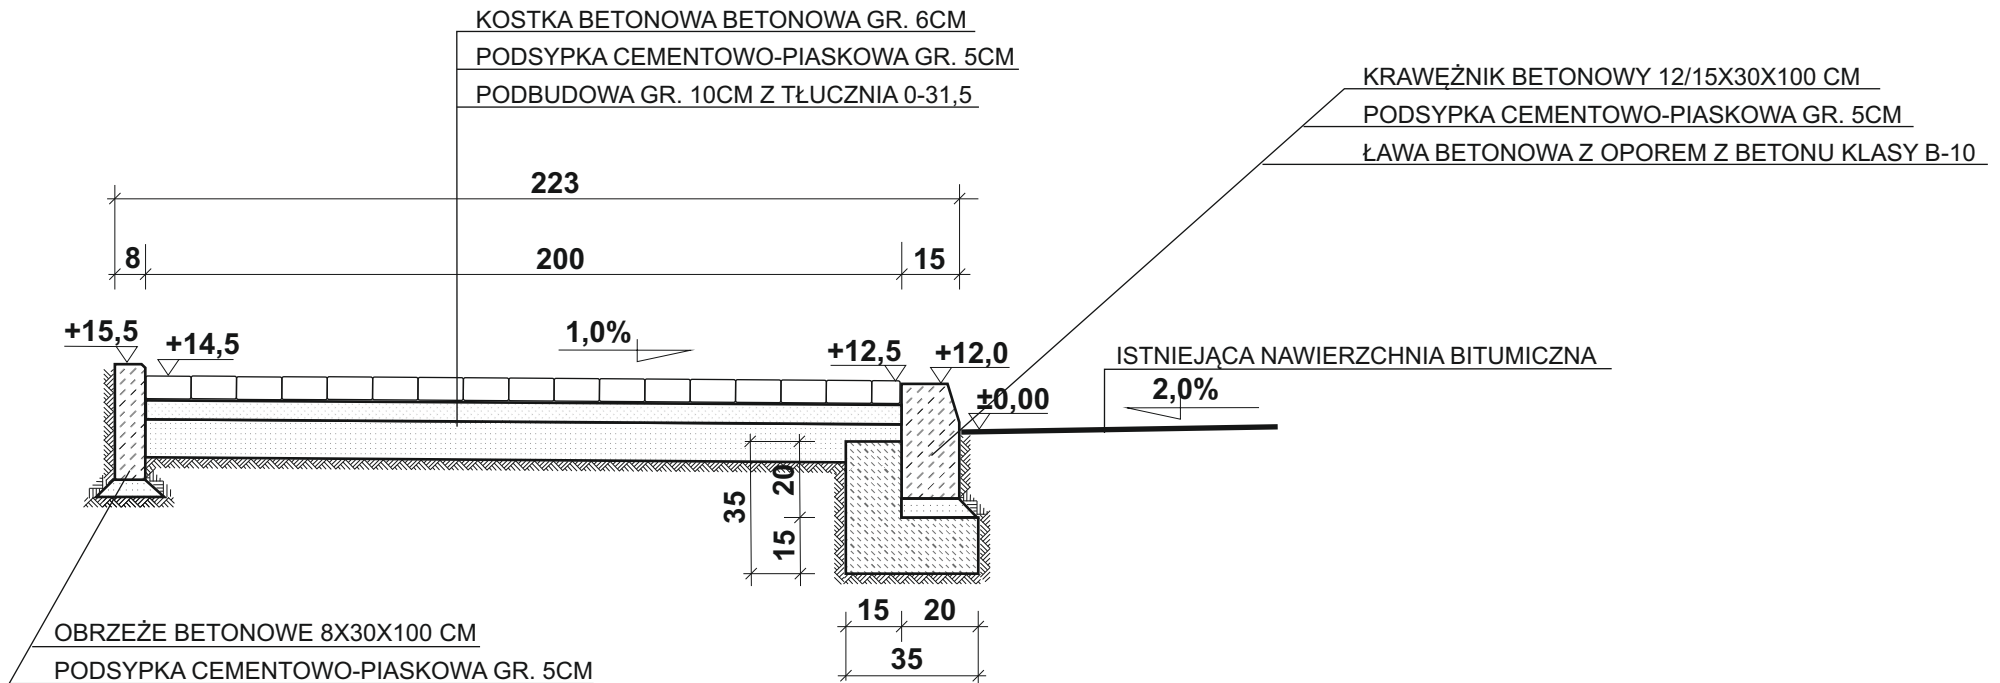 KOSTKA BETONOWA BETONOWA GR. 6CM
PODSYPKA CEMENTOWO-PIASKOWA GR. 5CM
PODBUDOWA GR. 10CM Z TŁUCZNIA 0-31,5
KRAWĘŻNIK BETONOWY 12/15X30X100 CM
PODSYPKA CEMENTOWO-PIASKOWA GR. 5CM
ŁAWA BETONOWA Z OPOREM Z BETONU KLASY B-10
223
8
200
15
+15,5
+14,5
1,0%
+12,5
+12,0
±0,00
ISTNIEJĄCA NAWIERZCHNIA BITUMICZNA
2,0%
35
20
15
15
20
35
OBRZEŻE BETONOWE 8X30X100 CM
PODSYPKA CEMENTOWO-PIASKOWA GR. 5CM